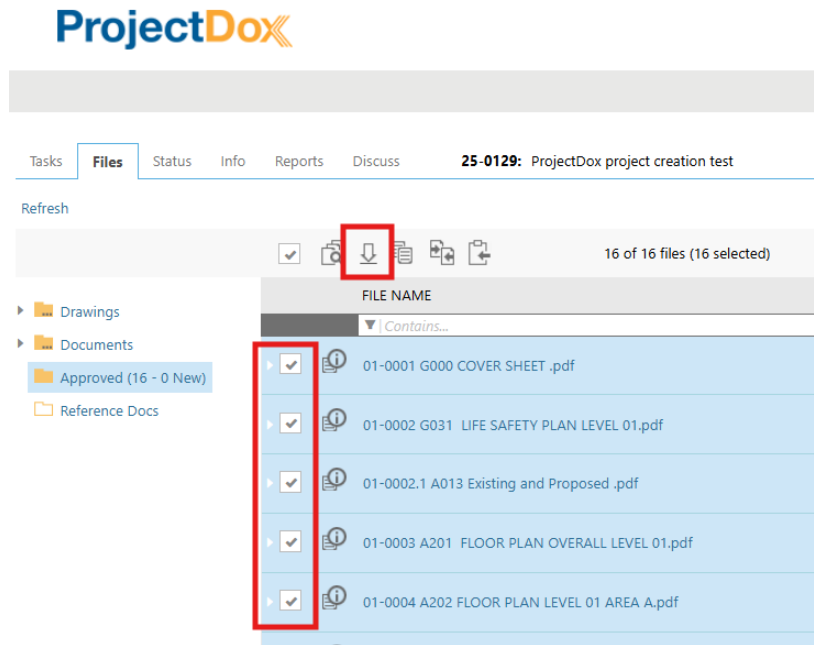 ProjectDox
Tasks Files Status Info Reports Discuss 25-0129: ProjectDox project creation test
Refresh
16 of 16 files (16 selected)
FILE NAME
Contains...
Drawings
Documents
Approved (16 - 0 New)
Reference Docs
01-0001 G000 COVER SHEET .pdf
01-0002 G031  LIFE SAFETY PLAN LEVEL 01.pdf
01-0002.1 A013 Existing and Proposed .pdf
01-0003 A201  FLOOR PLAN OVERALL LEVEL 01.pdf
01-0004 A202 FLOOR PLAN LEVEL 01 AREA A.pdf